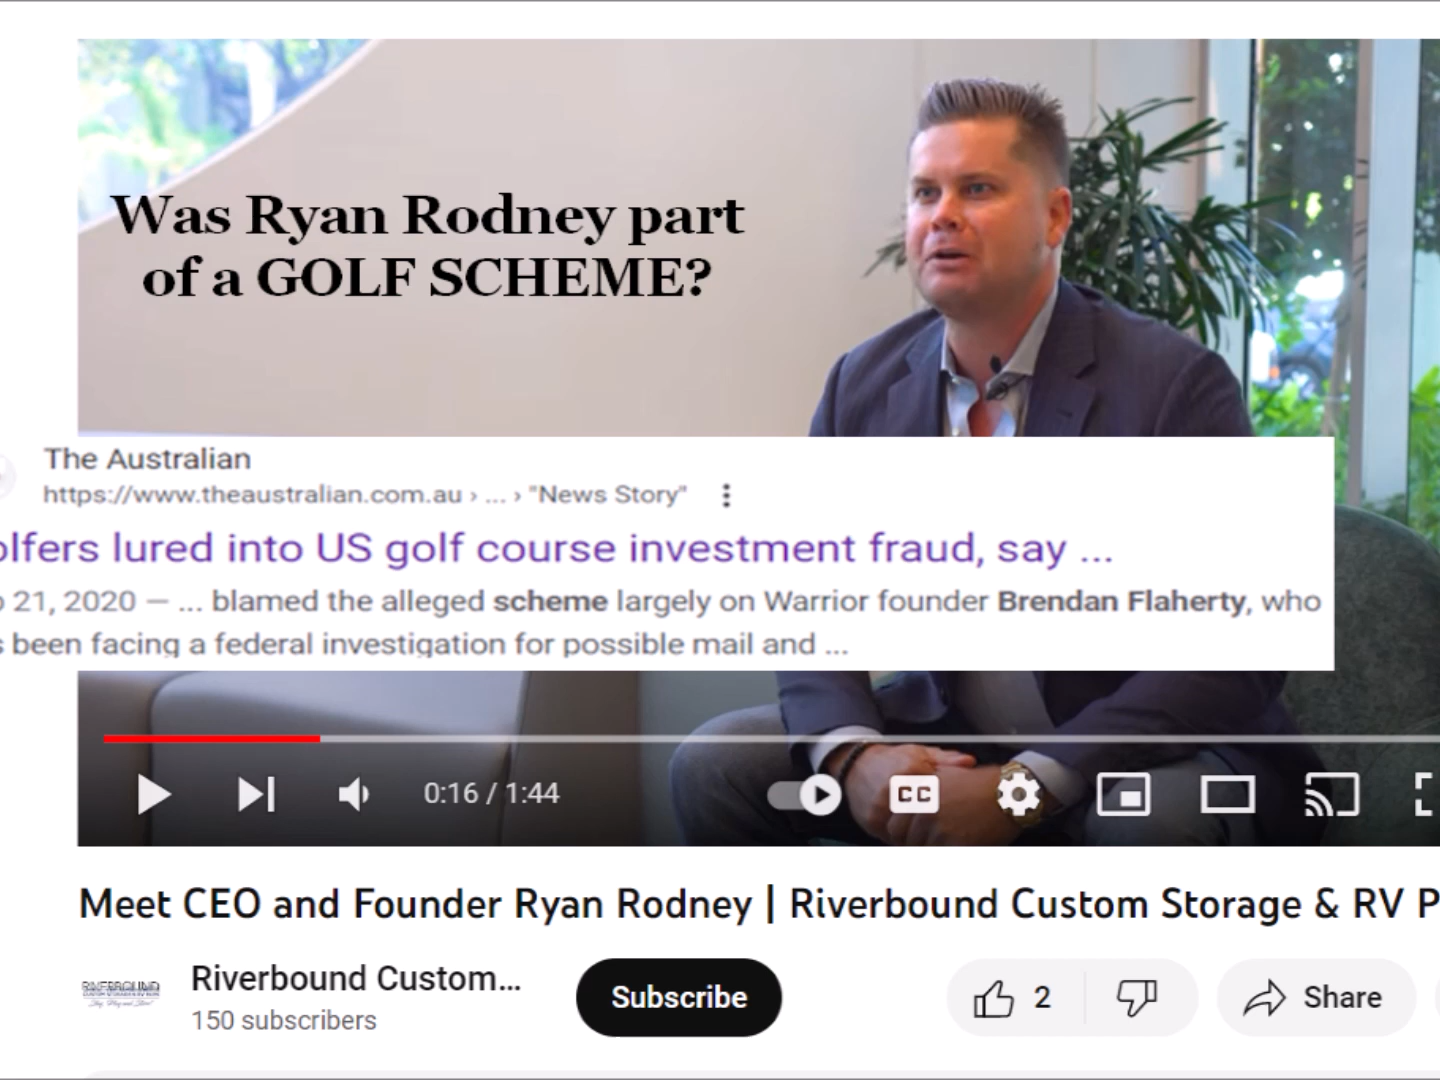 Was Ryan Rodney part
of a GOLF SCHEME?
The Australian
https://www.theaustralian.com.au › ... › "News Story"
olfers lured into US golf course investment fraud, say ...
21, 2020 — ... blamed the alleged scheme largely on Warrior founder Brendan Flaherty, who
s been facing a federal investigation for possible mail and ...
0:16 / 1:44
CC
Meet CEO and Founder Ryan Rodney | Riverbound Custom Storage & RV P
RIVERBOUND
Riverbound Custom...
Subscribe
2
Share
150 subscribers